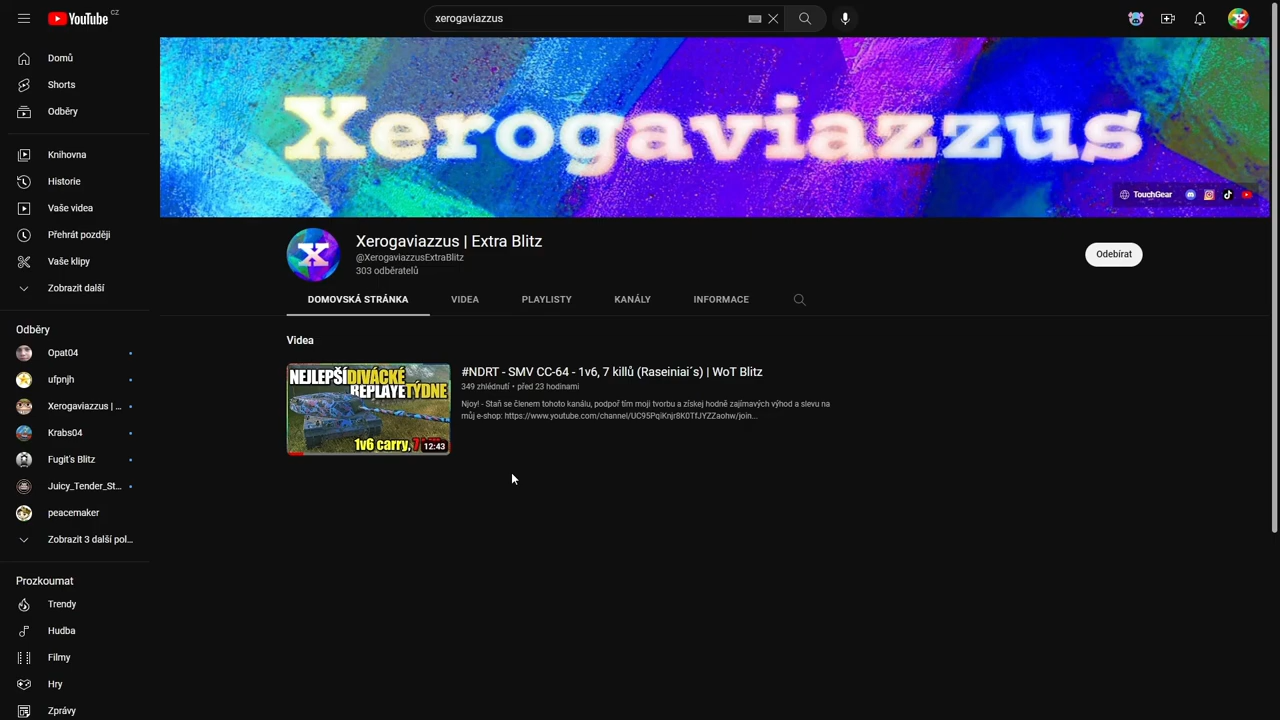 YouTube CZ
xerogaviazzus
Domů
Shorts
Odběry
Knihovna
Historie
Vaše videa
Přehrát později
Vaše klipy
Zobrazit další
Odběry
Opat04
ufpnjh
Xerogaviazzus | ...
Krabs04
Fugit's Blitz
Juicy_Tender_St...
peacemaker
Zobrazit 3 další pol...
Prozkoumat
Trendy
Hudba
Filmy
Hry
Zprávy
Xerogaviazzus
TouchGear
X
Xerogaviazzus | Extra Blitz
@XerogaviazzusExtraBlitz
303 odběratelů
Odebírat
DOMOVSKÁ STRÁNKA VIDEA PLAYLISTY KANÁLY INFORMACE
Videa
NEJLEPŠÍ DIVÁCKÉ
REPLAYE TÝDNE
1v6 carry, 7
12:43
#NDRT - SMV CC-64 - 1v6, 7 killů (Raseiniai´s) | WoT Blitz
349 zhlédnutí • před 23 hodinami
Njoy! - Staň se členem tohoto kanálu, podpoř tím moji tvorbu a získej hodně zajímavých výhod a slevu na
můj e-shop: https://www.youtube.com/channel/UC95PqiKnjr8K0TfJYZZaohw/join...